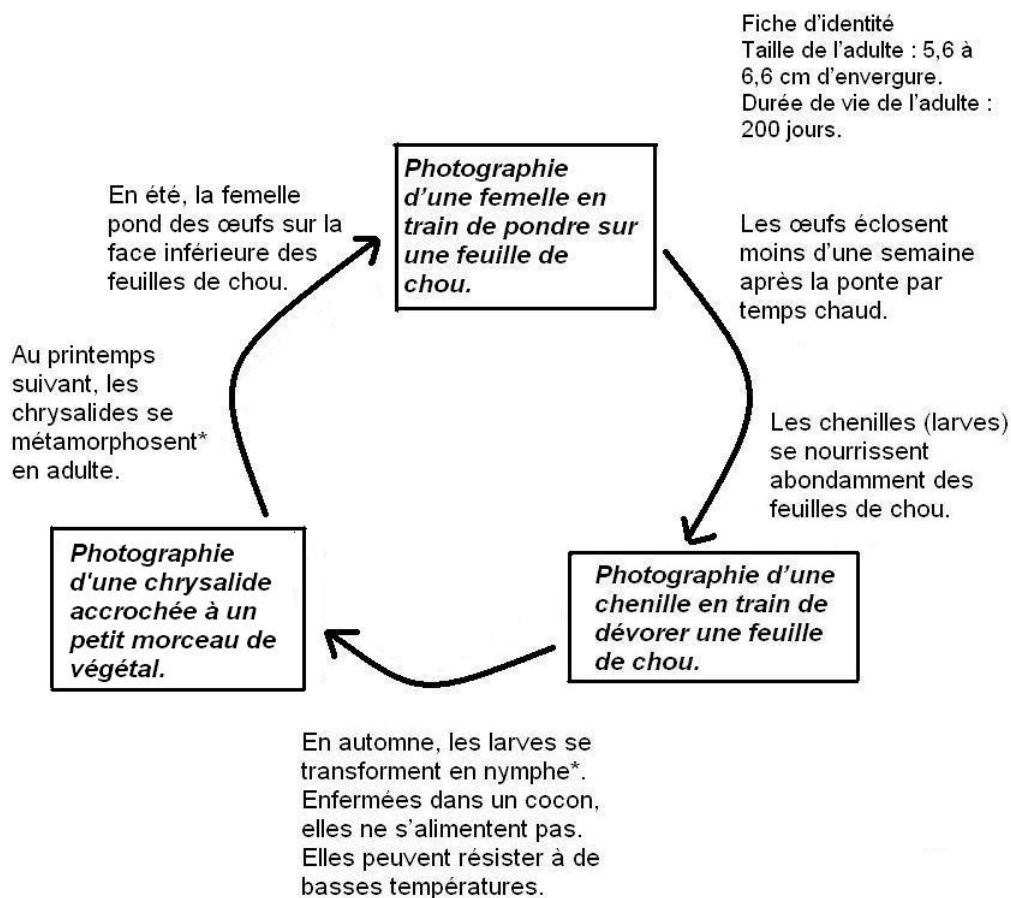 Fiche d’identité
Taille de l’adulte : 5,6 à
6,6 cm d’envergure.
Durée de vie de l’adulte :
200 jours.
Photographie
d’une femelle en
train de pondre sur
une feuille de
chou.
Les œufs éclosent
moins d’une semaine
après la ponte par
temps chaud.
Les chenilles (larves)
se nourrissent
abondamment des
feuilles de chou.
Photographie d’une
chenille en train de
dévorer une feuille
de chou.
En automne, les larves se
transforment en nymphe*.
Enfermées dans un cocon,
elles ne s’alimentent pas.
Elles peuvent résister à de
basses températures.
Photographie
d'une chrysalide
accrochée à un
petit morceau de
végétal.
Au printemps
suivant, les
chrysalides se
métamorphosent*
en adulte.
En été, la femelle
pond des œufs sur la
face inférieure des
feuilles de chou.